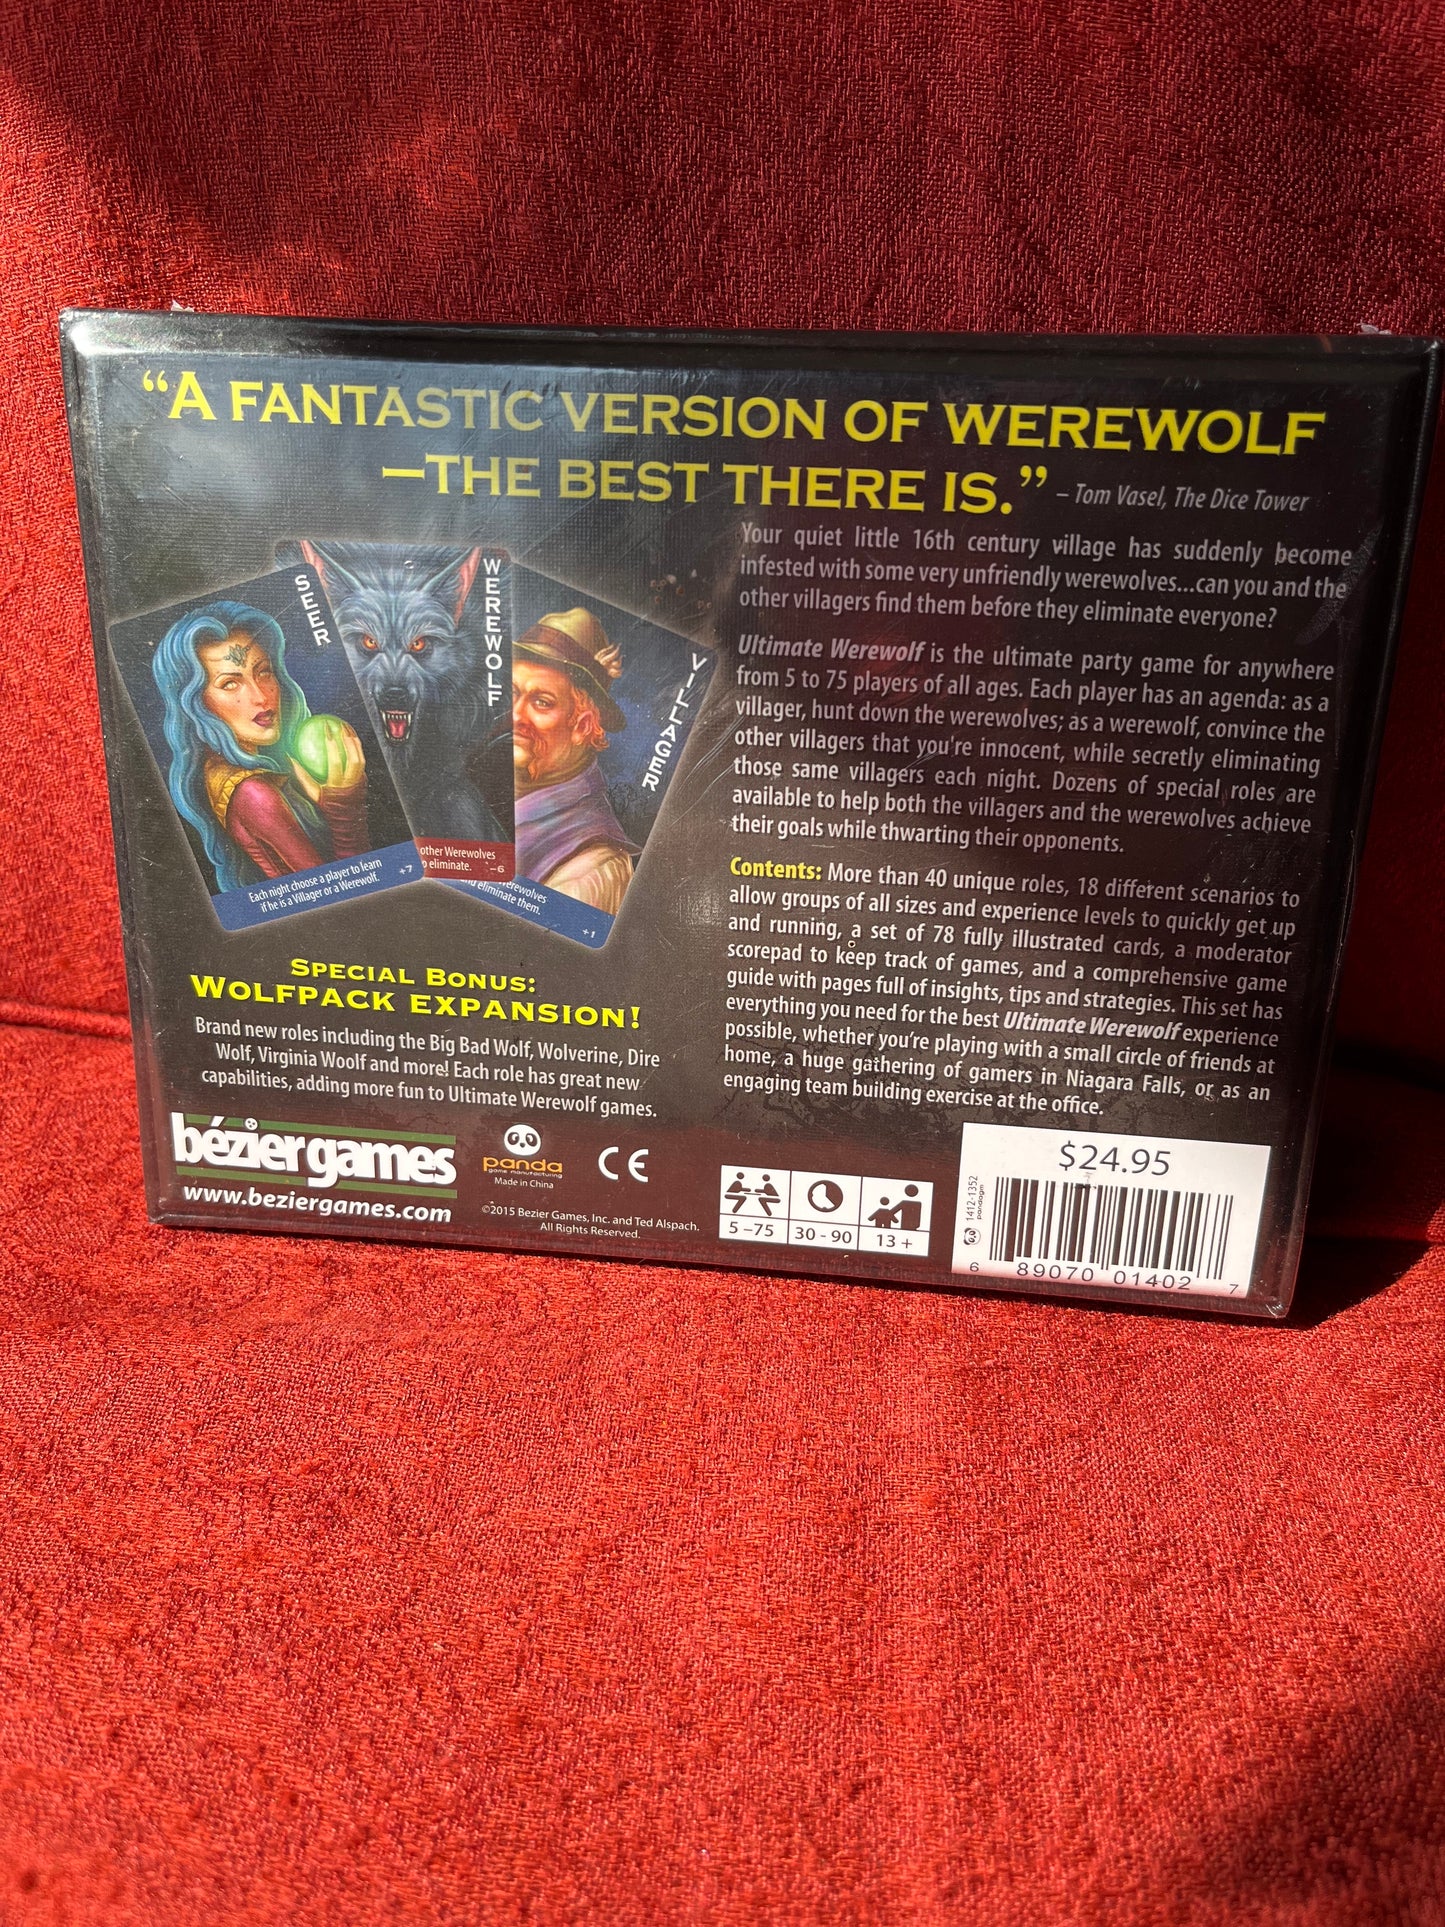 “A FANTASTIC VERSION OF WEREWOLF
—THE BEST THERE IS.” – Tom Vasel, The Dice Tower
SEER
WEREWOLF
VILLAGER
Each night choose a player to learn
if he is a Villager or a Werewolf.
+7
other Werewolves
eliminate. -6
Werewolves
eliminate them.
+1
Your quiet little 16th century village has suddenly become
infested with some very unfriendly werewolves...can you and the
other villagers find them before they eliminate everyone?
Ultimate Werewolf is the ultimate party game for anywhere
from 5 to 75 players of all ages. Each player has an agenda: as a
villager, hunt down the werewolves; as a werewolf, convince the
other villagers that you're innocent, while secretly eliminating
those same villagers each night. Dozens of special roles are
available to help both the villagers and the werewolves achieve
their goals while thwarting their opponents.
Contents: More than 40 unique roles, 18 different scenarios to
allow groups of all sizes and experience levels to quickly get up
and running, a set of 78 fully illustrated cards, a moderator
scorepad to keep track of games, and a comprehensive game
guide with pages full of insights, tips and strategies. This set has
everything you need for the best Ultimate Werewolf experience
possible, whether you're playing with a small circle of friends at
home, a huge gathering of gamers in Niagara Falls, or as an
engaging team building exercise at the office.
SPECIAL BONUS:
WOLFPACK EXPANSION!
Brand new roles including the Big Bad Wolf, Wolverine, Dire
Wolf, Virginia Woolf and more! Each role has great new
capabilities, adding more fun to Ultimate Werewolf games.
béziergames
www.beziergames.com
panda
game manufacturing
Made in China
CE
©2015 Bezier Games, Inc. and Ted Alspach.
All Rights Reserved.
5 –75
30 - 90
13 +
$24.95
1412-1352
pandagm
6 89070 01402 7